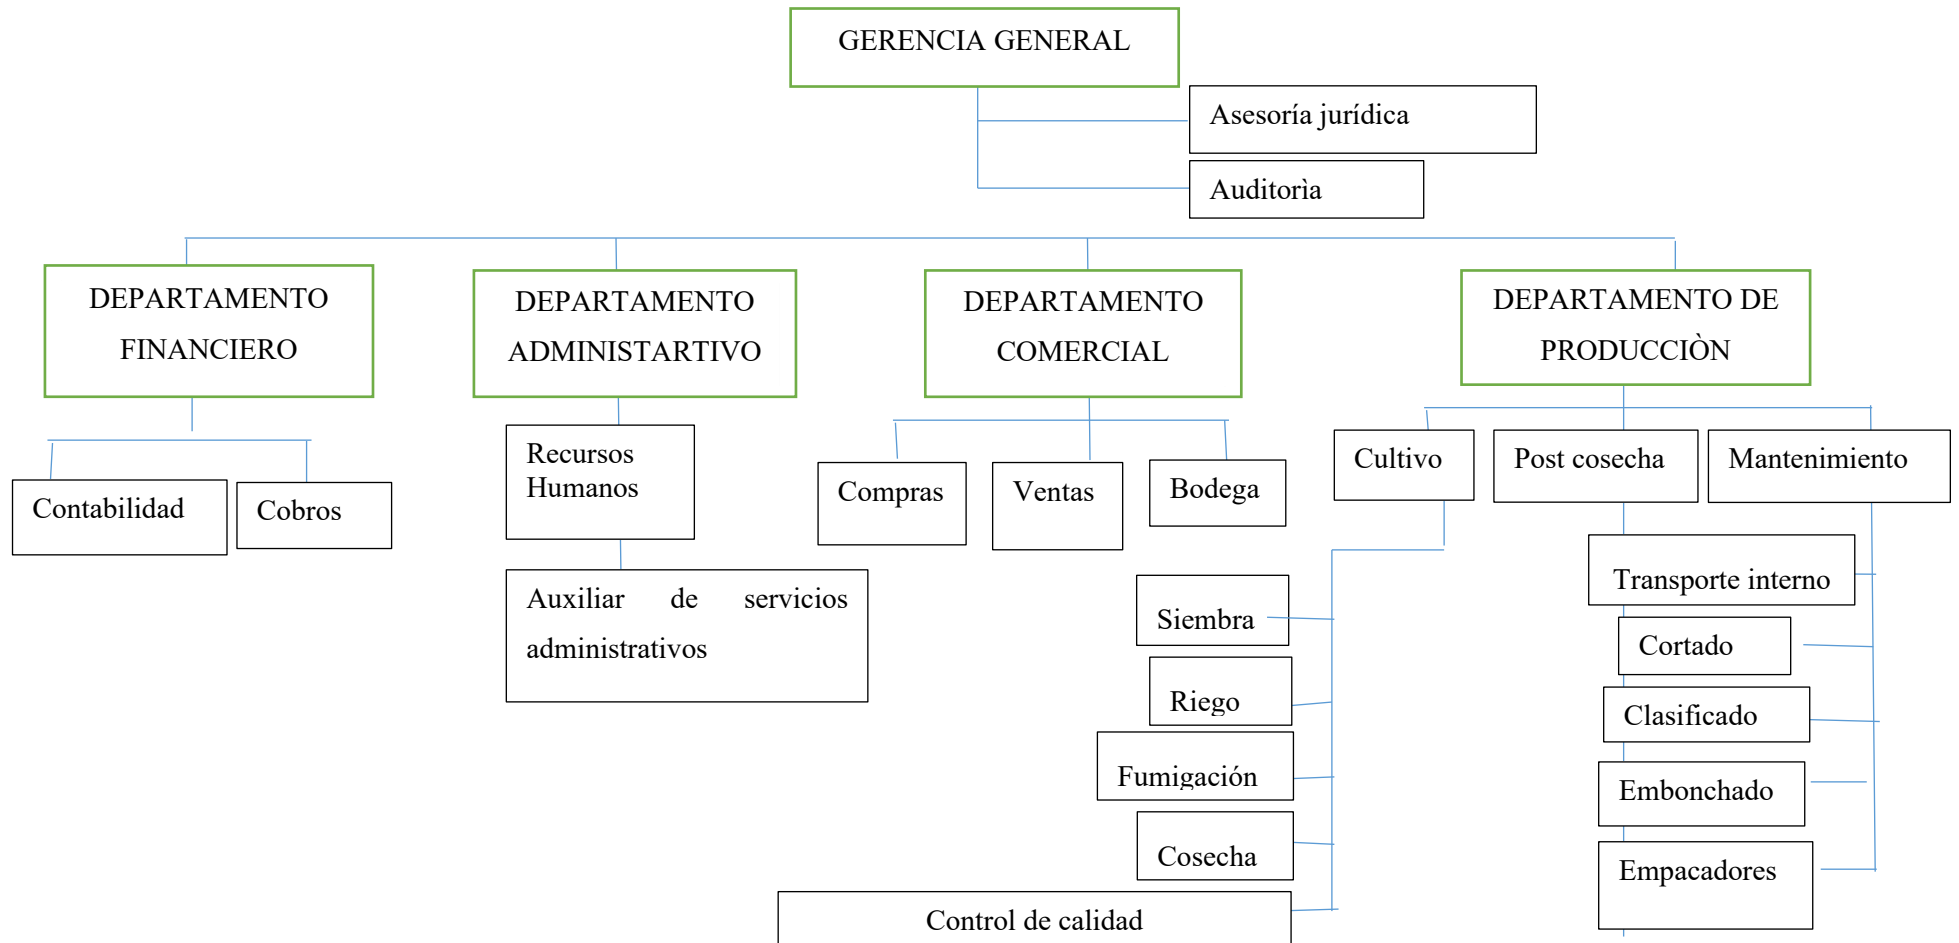 GERENCIA GENERAL
Asesoría jurídica
Auditorìa
DEPARTAMENTO
FINANCIERO
DEPARTAMENTO
ADMINISTARTIVO
DEPARTAMENTO
COMERCIAL
DEPARTAMENTO DE
PRODUCCIÒN
Contabilidad
Cobros
Recursos
Humanos
Auxiliar de servicios
administrativos
Compras
Ventas
Bodega
Cultivo
Post cosecha
Mantenimiento
Siembra
Riego
Fumigación
Cosecha
Control de calidad
Transporte interno
Cortado
Clasificado
Embonchado
Empacadores